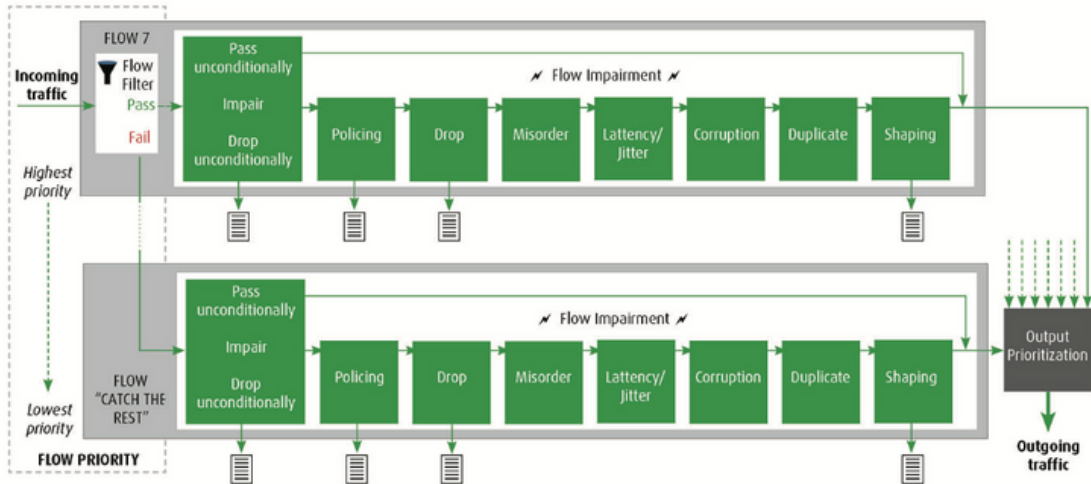 FLOW 7
Flow
Filter
Pass
Fail
Incoming
traffic
Highest
priority
Lowest
priority
FLOW PRIORITY
Pass
unconditionally
Impair
Drop
unconditionally
Flow Impairment
Policing
Drop
Misorder
Lattency/
Jitter
Corruption
Duplicate
Shaping
FLOW
"CATCH THE
REST"
Pass
unconditionally
Impair
Drop
unconditionally
Flow Impairment
Policing
Drop
Misorder
Lattency/
Jitter
Corruption
Duplicate
Shaping
Output
Prioritization
Outgoing
traffic